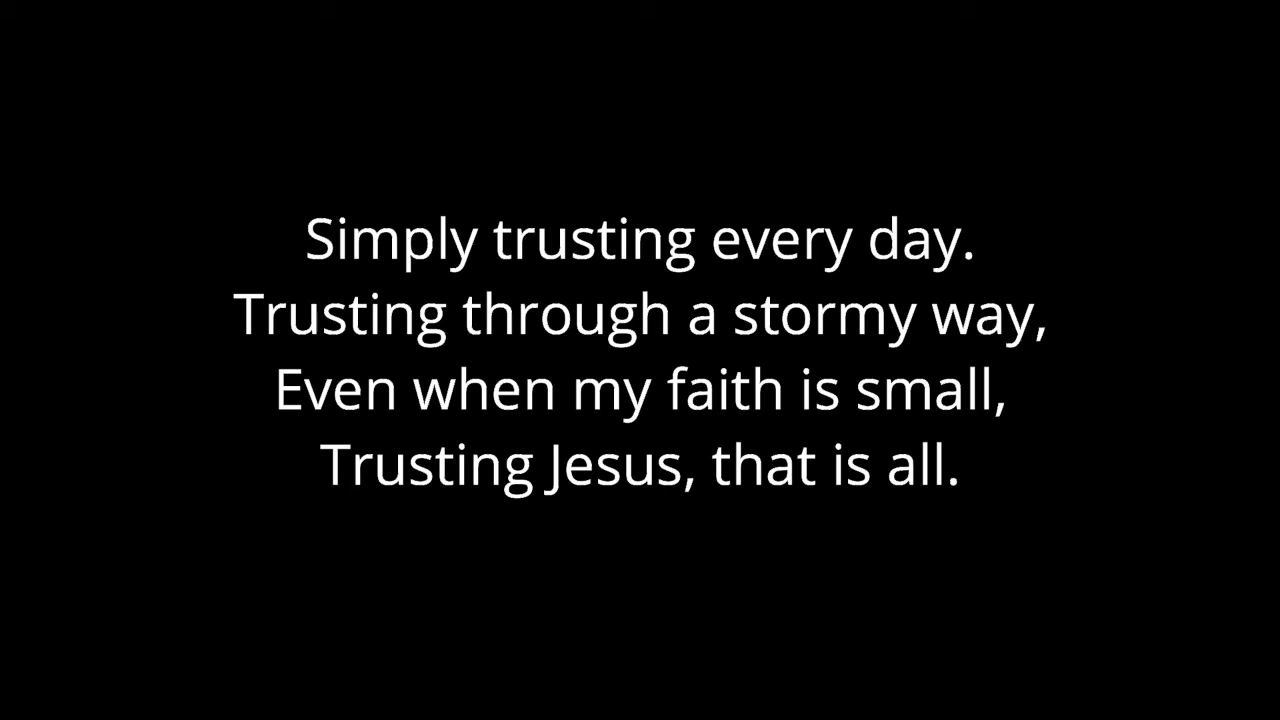 Simply trusting every day.
Trusting through a stormy way,
Even when my faith is small,
Trusting Jesus, that is all.